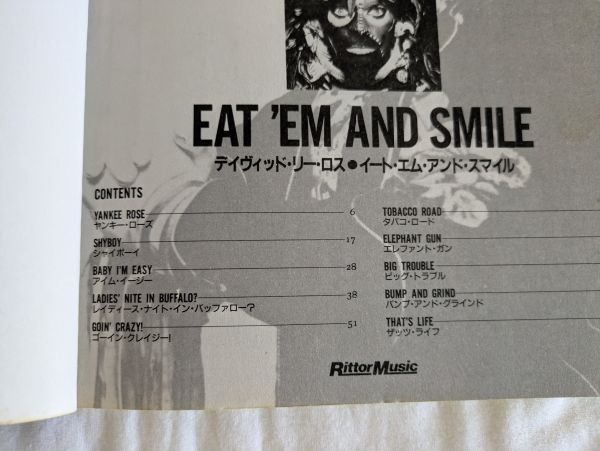 EAT 'EM AND SMILE
デイヴィッド・リー・ロス●イート・エム・アンド・スマイル
CONTENTS
YANKEE ROSE 6
ヤンキー・ローズ
SHYBOY 17
シャイボーイ
BABY I'M EASY 28
アイム・イージー
LADIES' NITE IN BUFFALO? 38
レイディース・ナイト・イン・バッファロー?
GOIN' CRAZY! 51
ゴーイン・クレイジー!
TOBACCO ROAD
タバコ・ロード
ELEPHANT GUN
エレファント・ガン
BIG TROUBLE
ビッグ・トラブル
BUMP AND GRIND
バンプ・アンド・グラインド
THAT'S LIFE
ザッツ・ライフ
RittorMusic